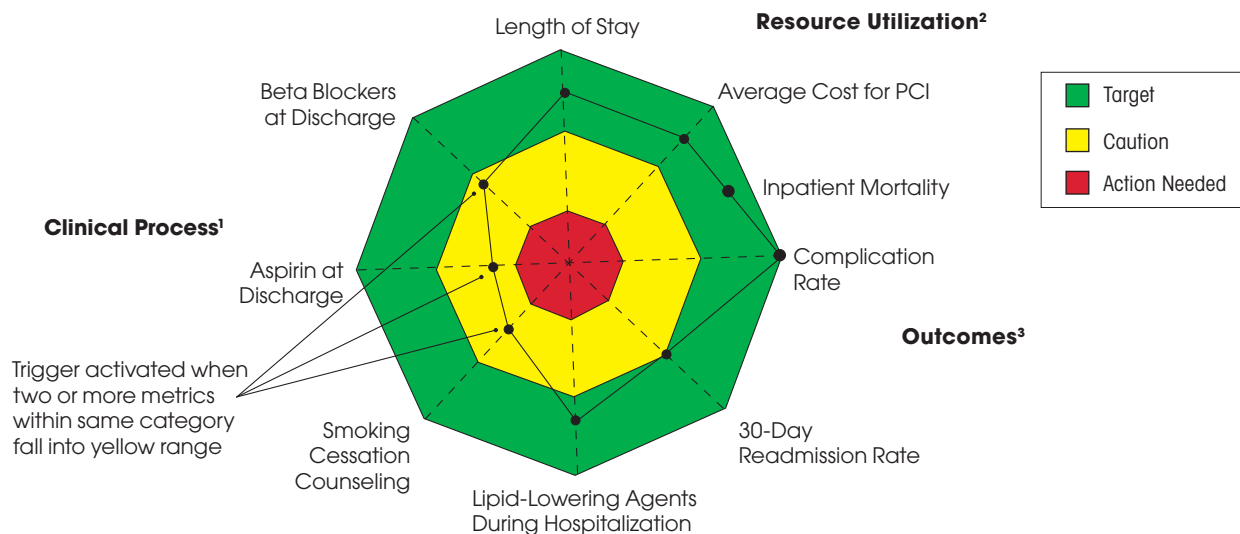 Length of Stay
Resource Utilization²
Beta Blockers
at Discharge
Average Cost for PCI
Target
Caution
Action Needed
Inpatient Mortality
Clinical Process¹
Aspirin at
Discharge
Complication
Rate
Outcomes³
Trigger activated when
two or more metrics
within same category
fall into yellow range
Smoking
Cessation
Counseling
30-Day
Readmission Rate
Lipid-Lowering Agents
During Hospitalization